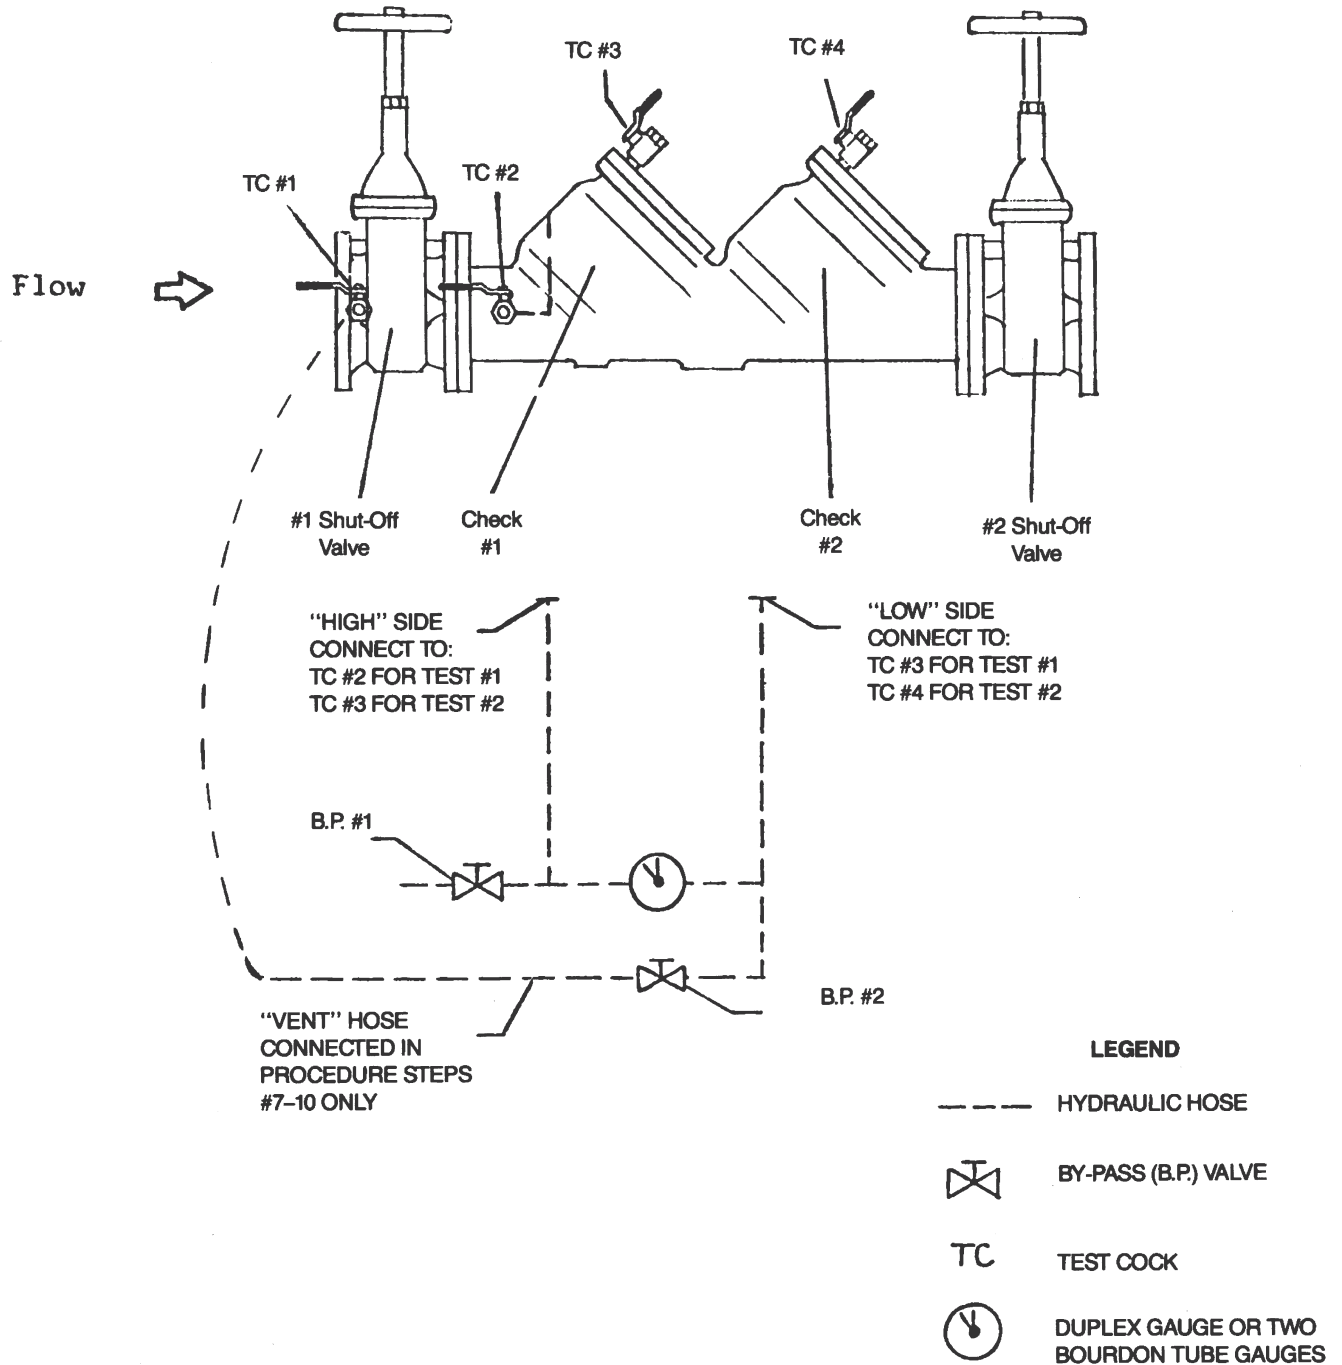 TC #3
TC #4
TC #1
TC #2
Flow
#1 Shut-Off
Valve
Check
#1
Check
#2
#2 Shut-Off
Valve
"HIGH" SIDE
CONNECT TO:
TC #2 FOR TEST #1
TC #3 FOR TEST #2
"LOW" SIDE
CONNECT TO:
TC #3 FOR TEST #1
TC #4 FOR TEST #2
B.P. #1
B.P. #2
"VENT" HOSE
CONNECTED IN
PROCEDURE STEPS
#7–10 ONLY
LEGEND
HYDRAULIC HOSE
BY-PASS (B.P.) VALVE
TC TEST COCK
DUPLEX GAUGE OR TWO
BOURDON TUBE GAUGES